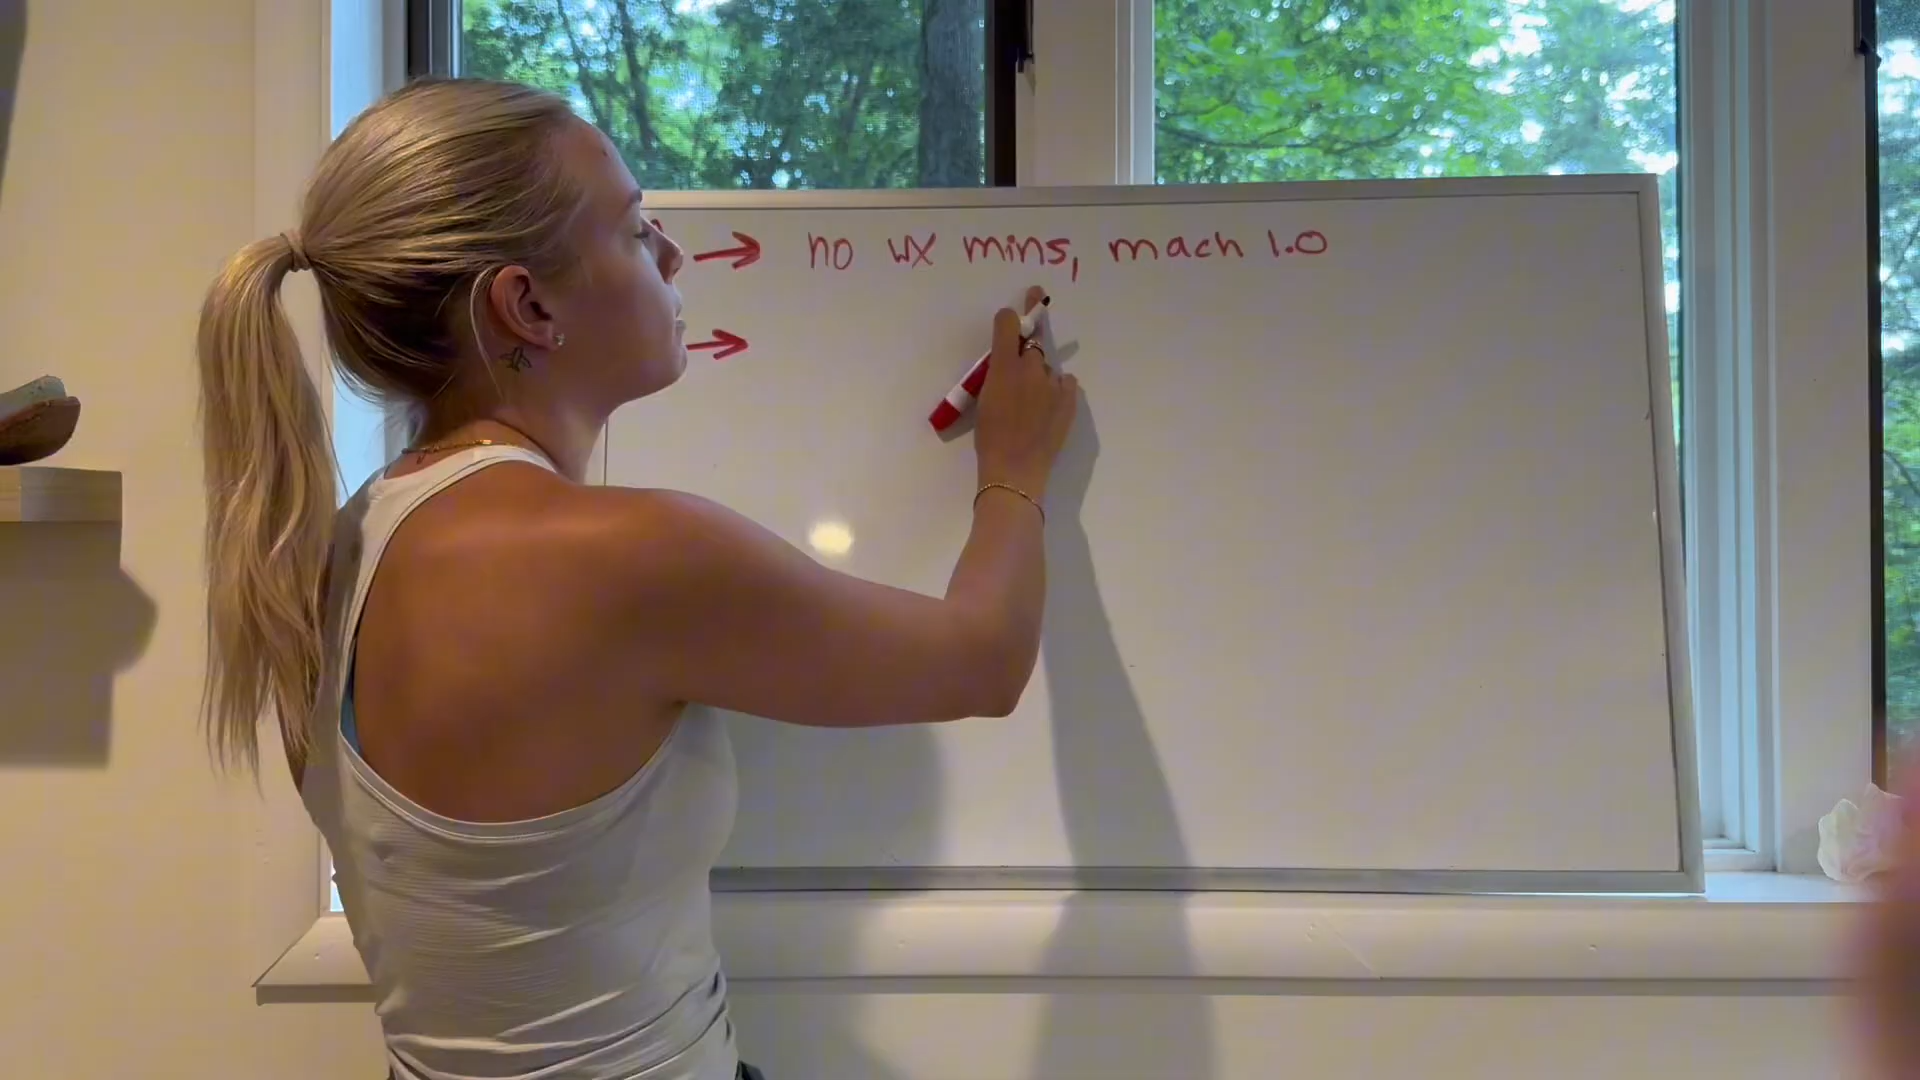 → no wx mins, mach 1.0
→